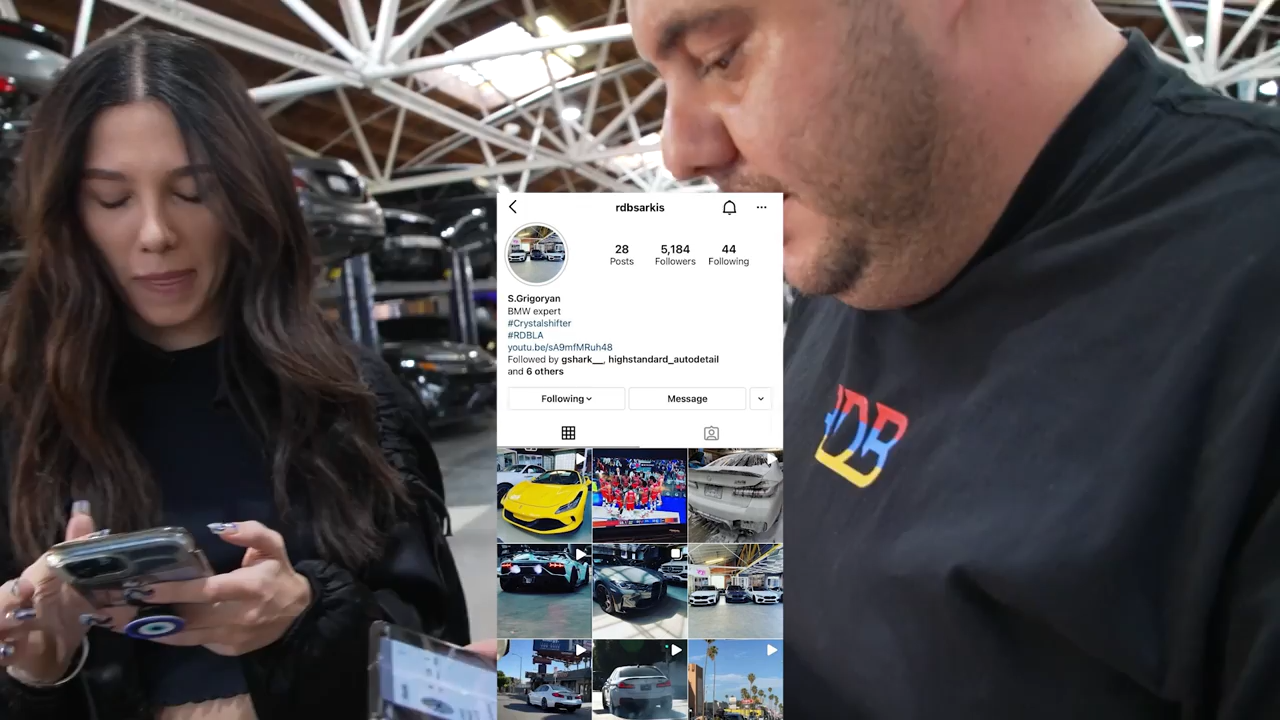 rdbsarkis
28
5,184
44
Posts
Followers
Following
S.Grigoryan
BMW expert
#Crystalshifter
#RDBLA
youtu.be/sA9mfMRuh48
Followed by gshark__, highstandard_autodetail
and 6 others
Following
Message
RDB